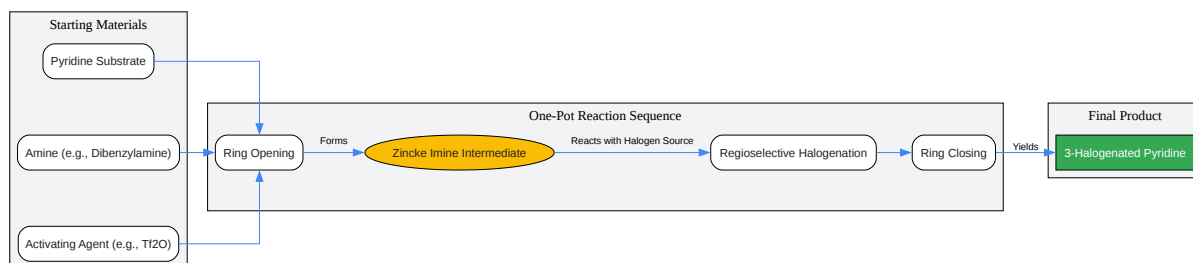 Starting Materials
Pyridine Substrate
Amine (e.g., Dibenzylamine)
Activating Agent (e.g., Tf2O)
One-Pot Reaction Sequence
Ring Opening
Forms
Zincke Imine Intermediate
Reacts with Halogen Source
Regioselective Halogenation
Ring Closing
Yields
Final Product
3-Halogenated Pyridine